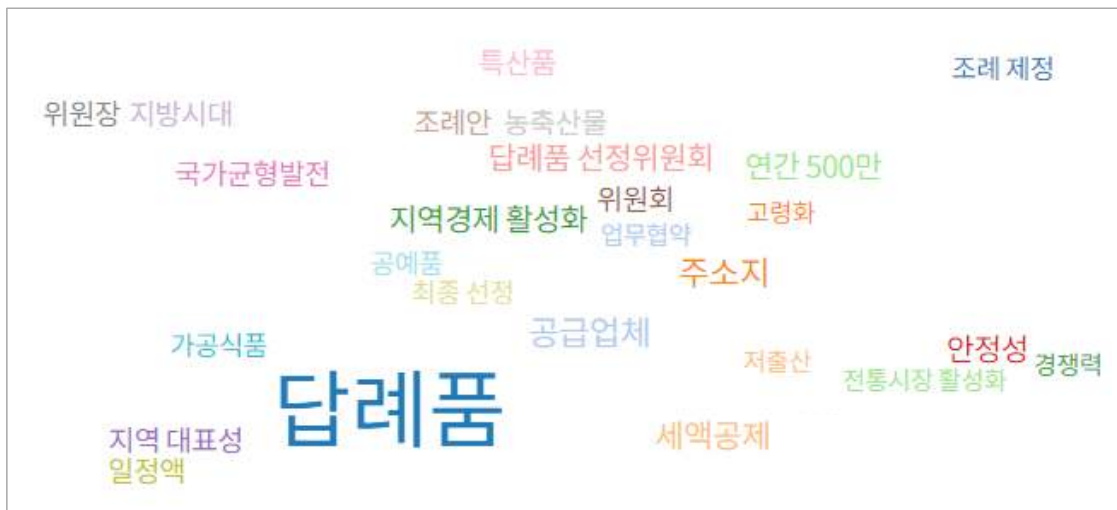 특산품
조례 제정
위원장 지방시대
조례안 농축산물
답례품 선정위원회
연간 500만
국가균형발전
위원회
고령화
지역경제 활성화
업무협약
공예품
주소지
최종 선정
공급업체
가공식품
안정성
저출산
경쟁력
전통시장 활성화
답례품
지역 대표성
세액공제
일정액